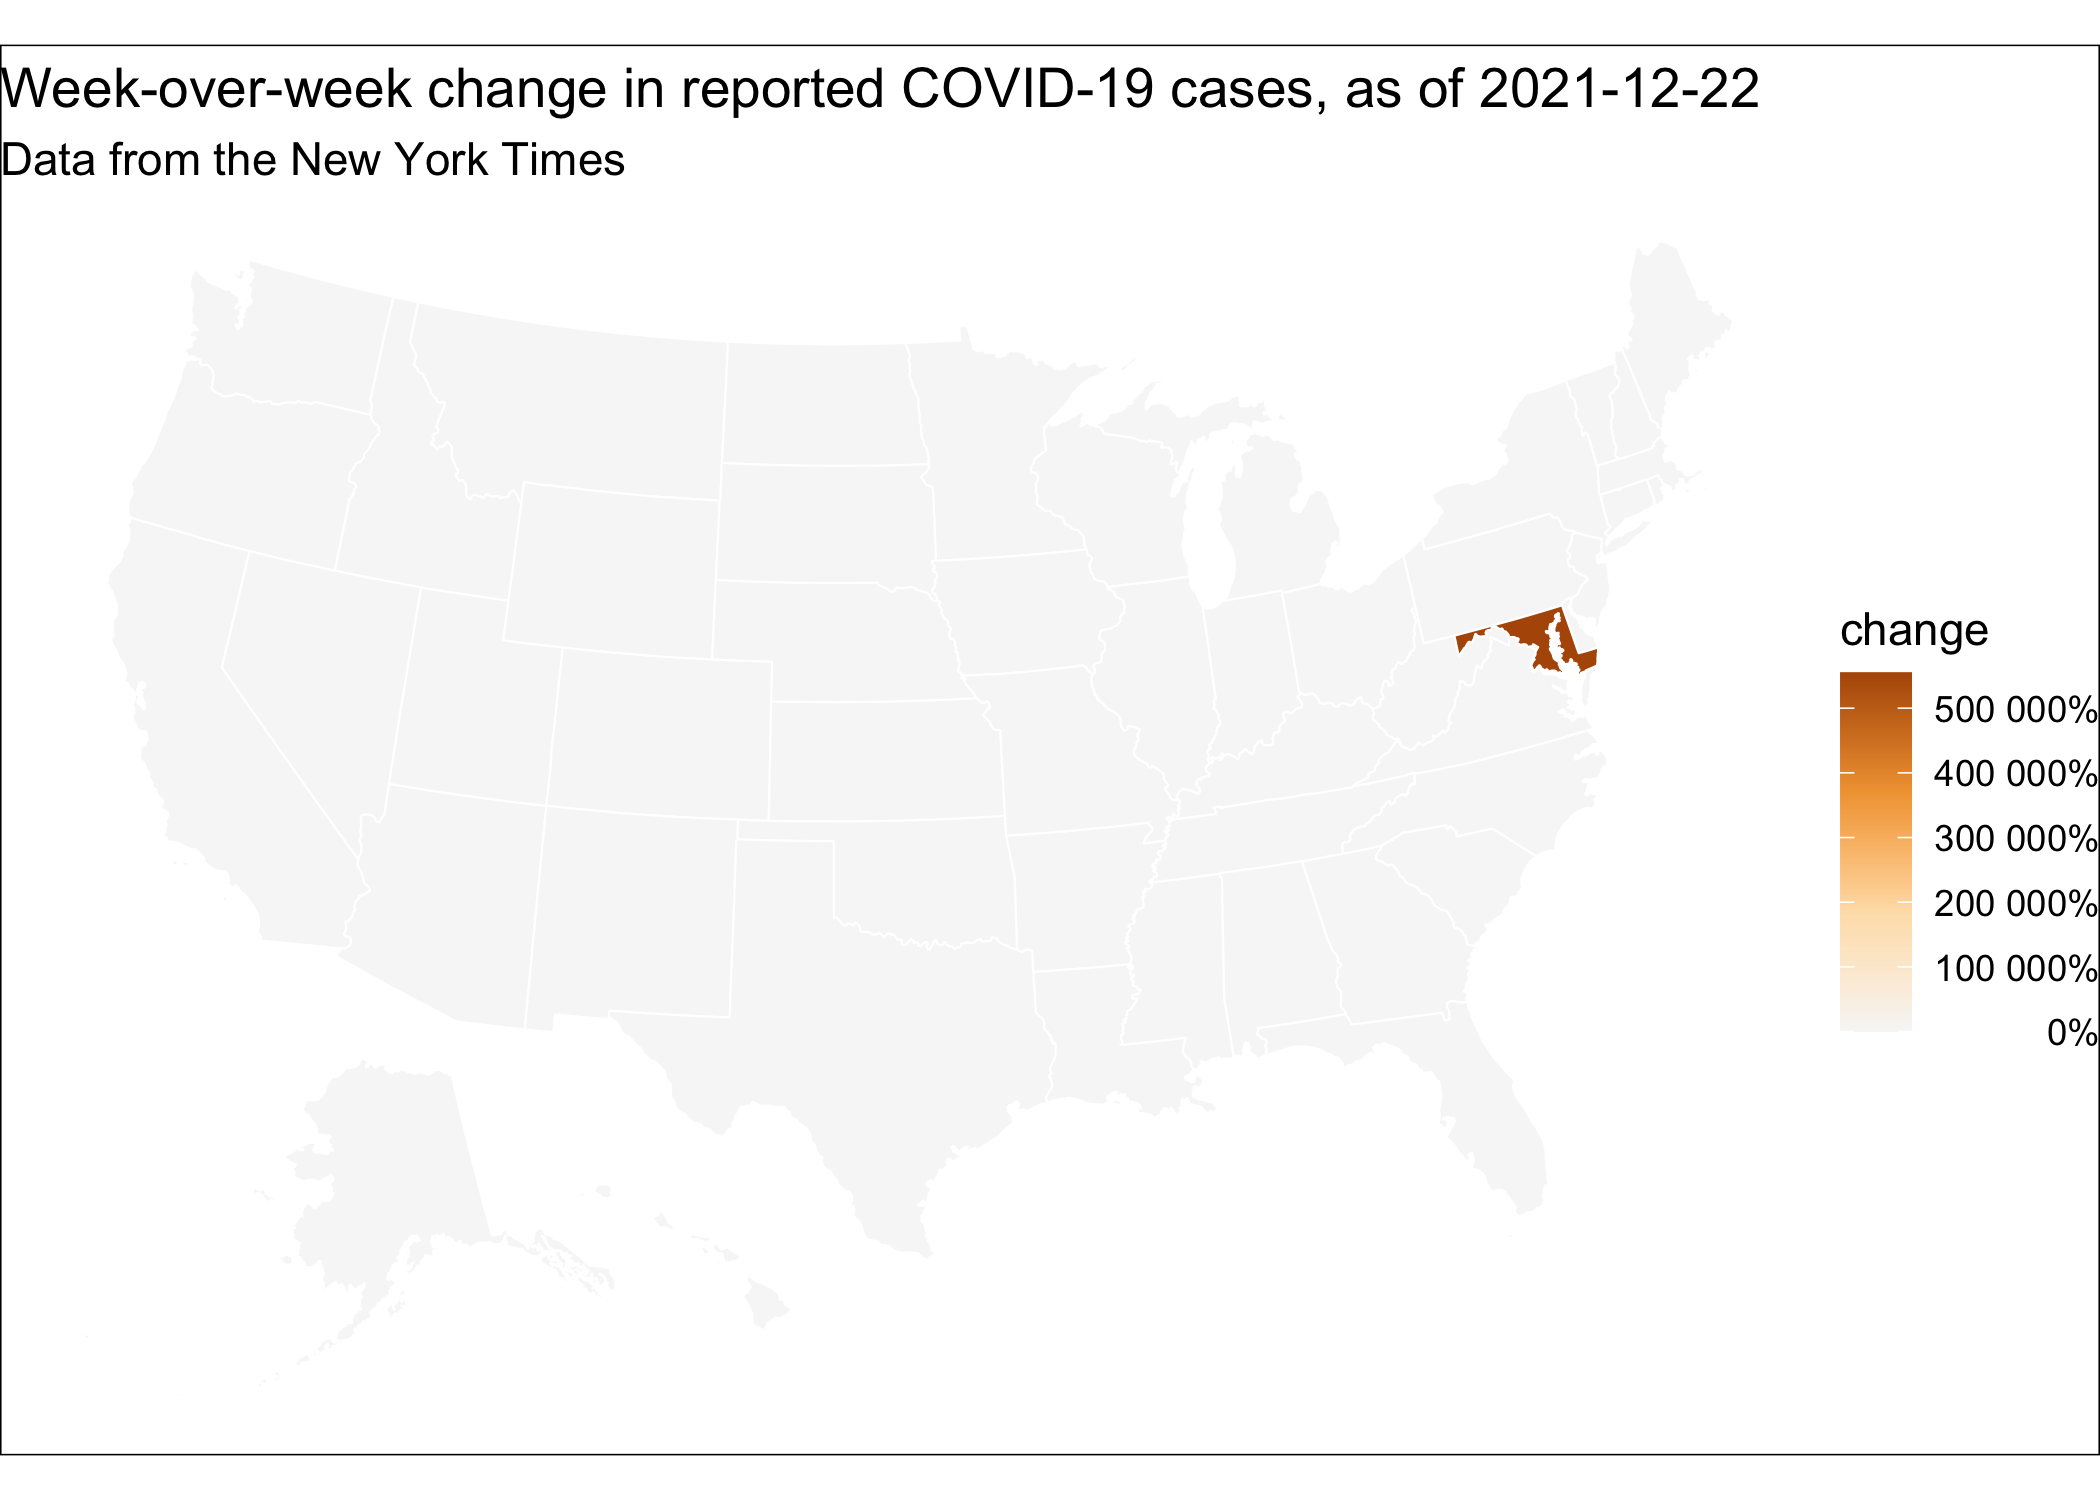 Week-over-week change in reported COVID-19 cases, as of 2021-12-22
Data from the New York Times
change
500 000%
400 000%
300 000%
200 000%
100 000%
0%